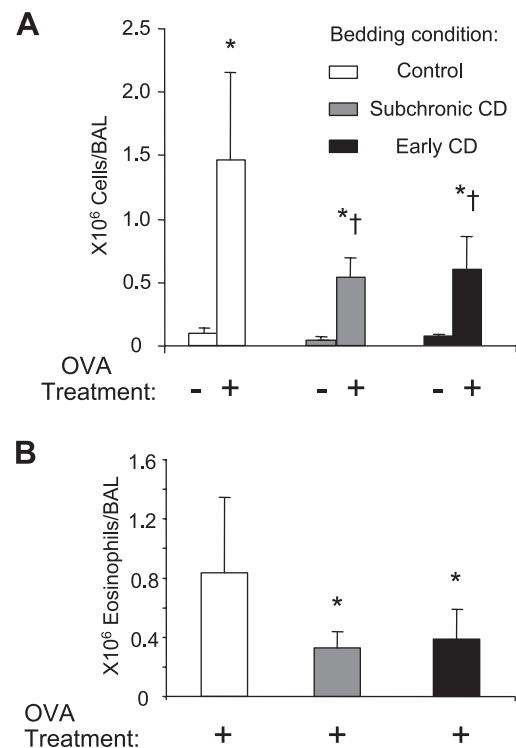 A
*
Bedding condition:
Control
Subchronic CD
Early CD
X10⁶ Cells/BAL
2.5
2.0
1.5
1.0
0.5
0
*†
*†
OVA
Treatment:
- + - + - +
B
X10⁶ Eosinophils/BAL
1.6
1.2
0.8
0.4
0
*
*
OVA
Treatment:
+ + +